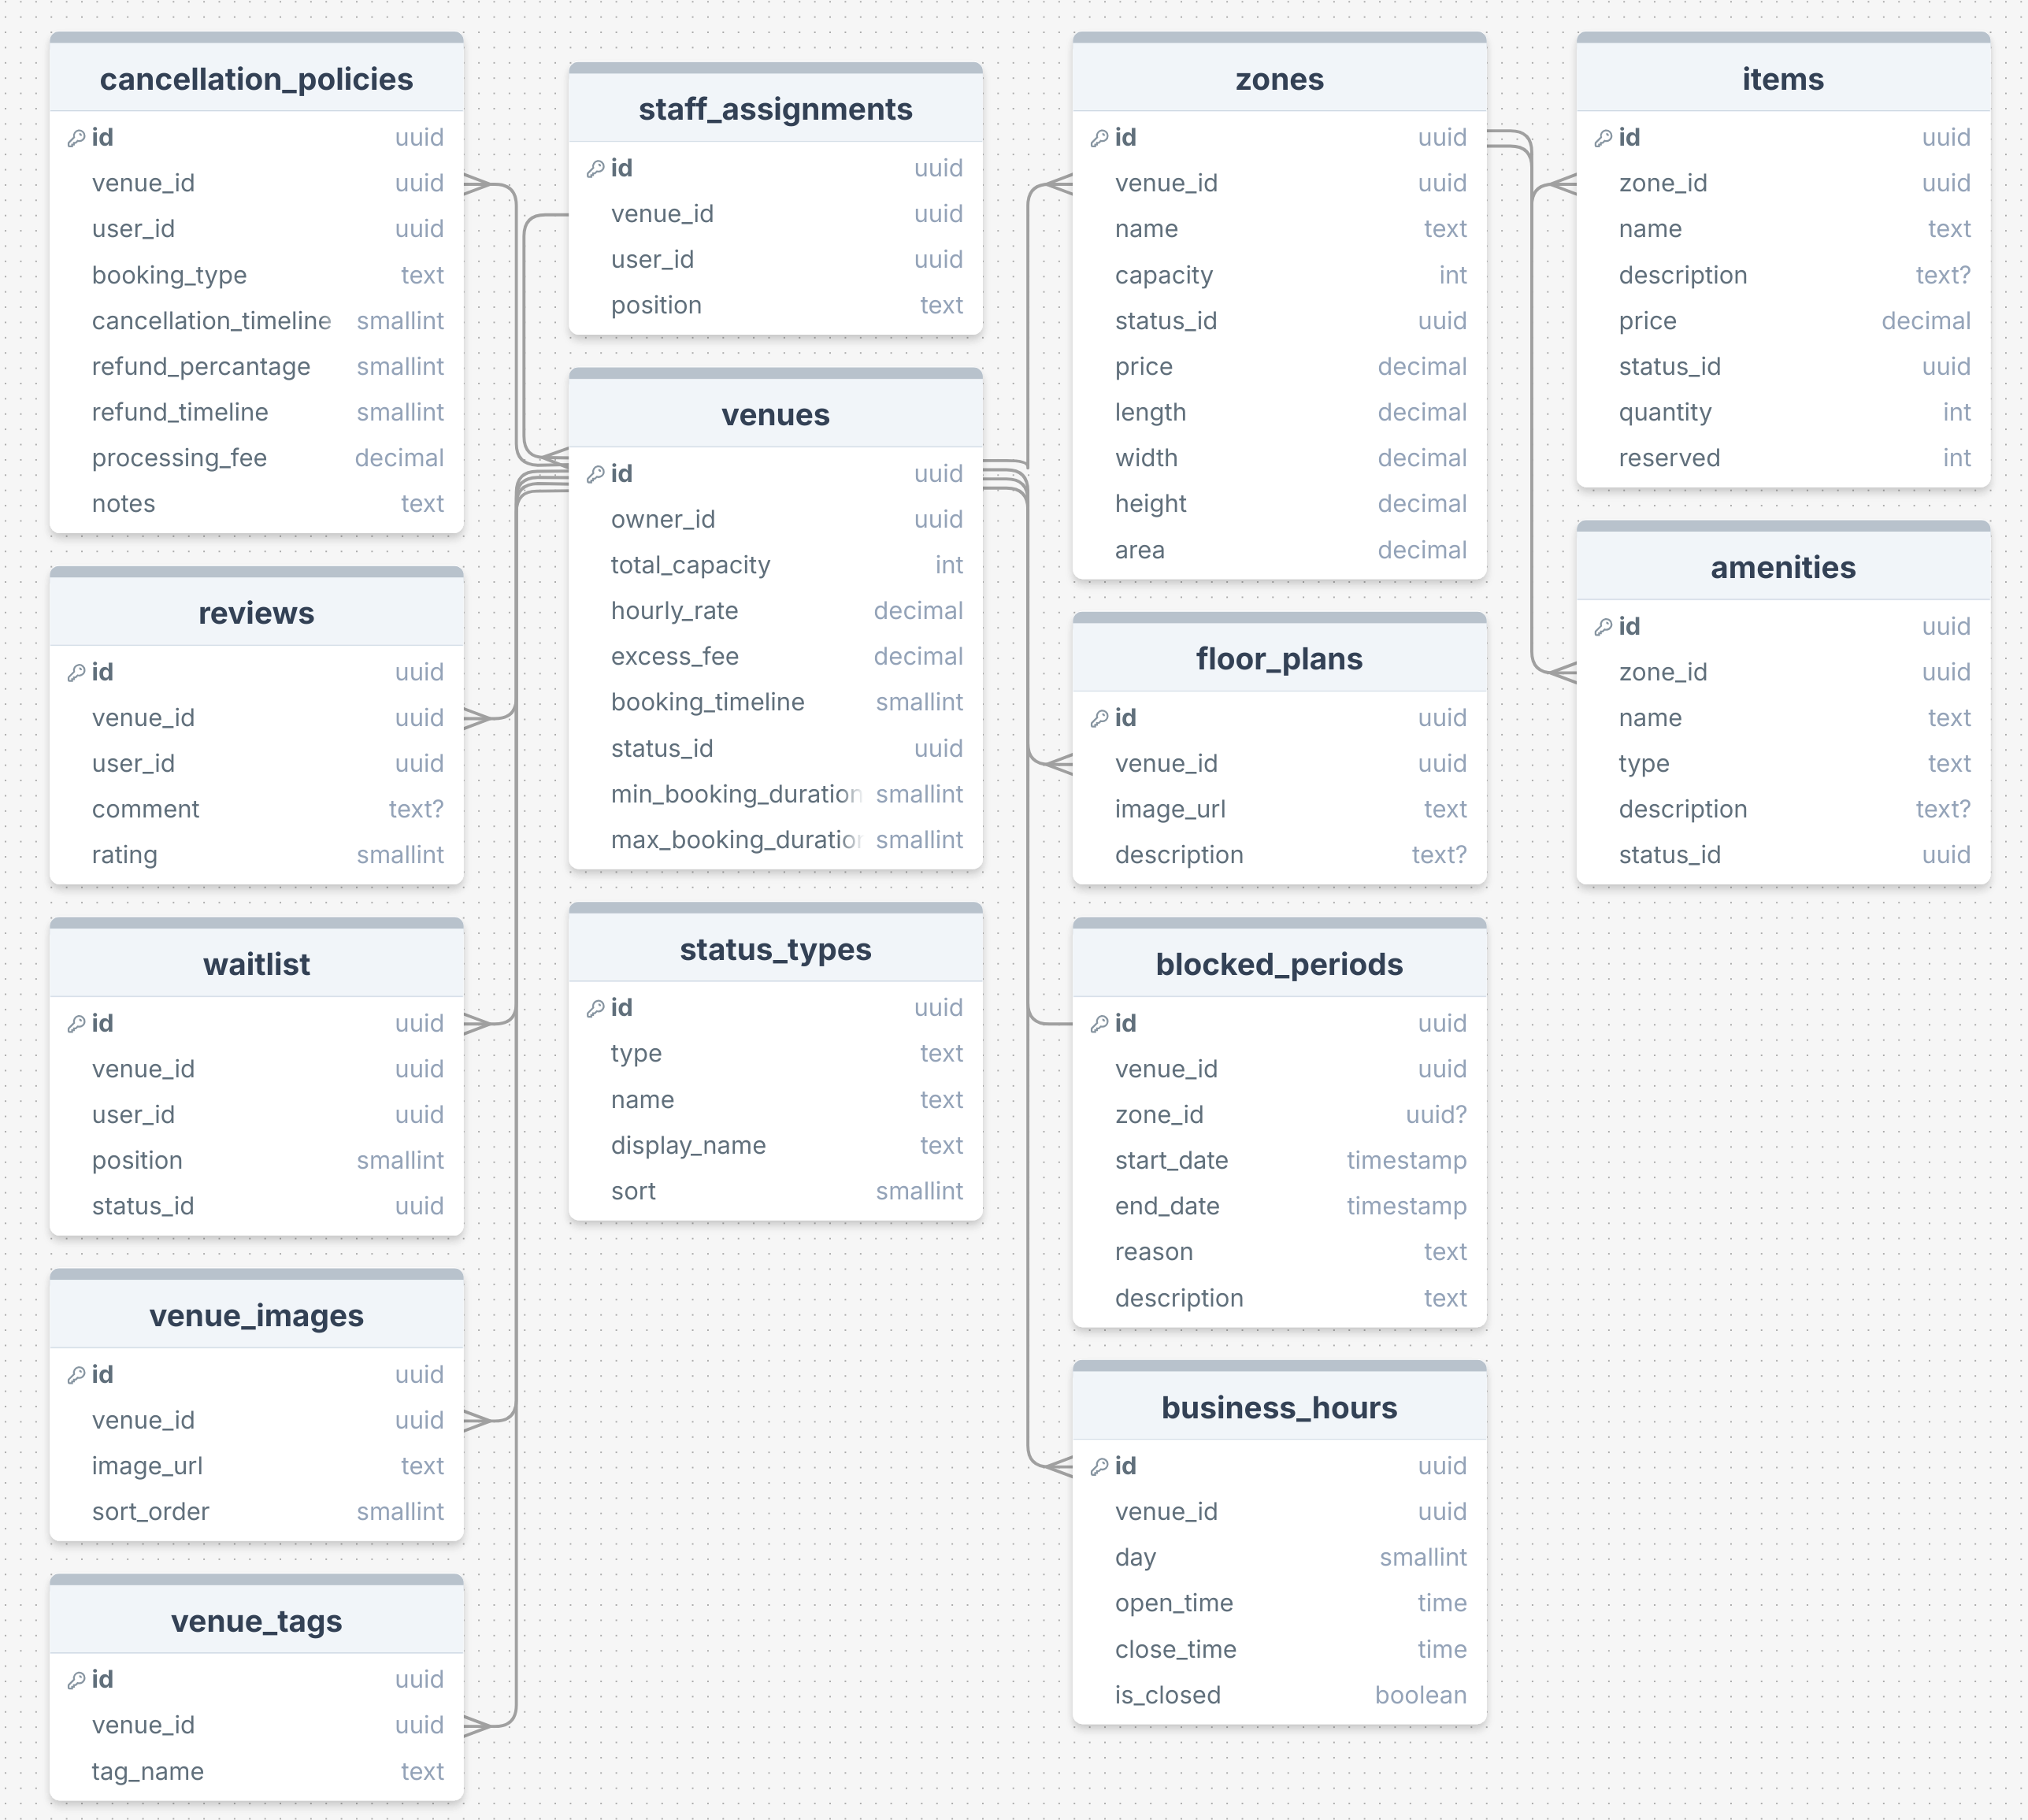 cancellation_policies
id uuid
venue_id uuid
user_id uuid
booking_type text
cancellation_timeline smallint
refund_percantage smallint
refund_timeline smallint
processing_fee decimal
notes text
reviews
id uuid
venue_id uuid
user_id uuid
comment text?
rating smallint
waitlist
id uuid
venue_id uuid
user_id uuid
position smallint
status_id uuid
venue_images
id uuid
venue_id uuid
image_url text
sort_order smallint
venue_tags
id uuid
venue_id uuid
tag_name text
staff_assignments
id uuid
venue_id uuid
user_id uuid
position text
venues
id uuid
owner_id uuid
total_capacity int
hourly_rate decimal
excess_fee decimal
booking_timeline smallint
status_id uuid
min_booking_duration smallint
max_booking_duration smallint
status_types
id uuid
type text
name text
display_name text
sort smallint
zones
id uuid
venue_id uuid
name text
capacity int
status_id uuid
price decimal
length decimal
width decimal
height decimal
area decimal
floor_plans
id uuid
venue_id uuid
image_url text
description text?
blocked_periods
id uuid
venue_id uuid
zone_id uuid?
start_date timestamp
end_date timestamp
reason text
description text
business_hours
id uuid
venue_id uuid
day smallint
open_time time
close_time time
is_closed boolean
items
id uuid
zone_id uuid
name text
description text?
price decimal
status_id uuid
quantity int
reserved int
amenities
id uuid
zone_id uuid
name text
type text
description text?
status_id uuid